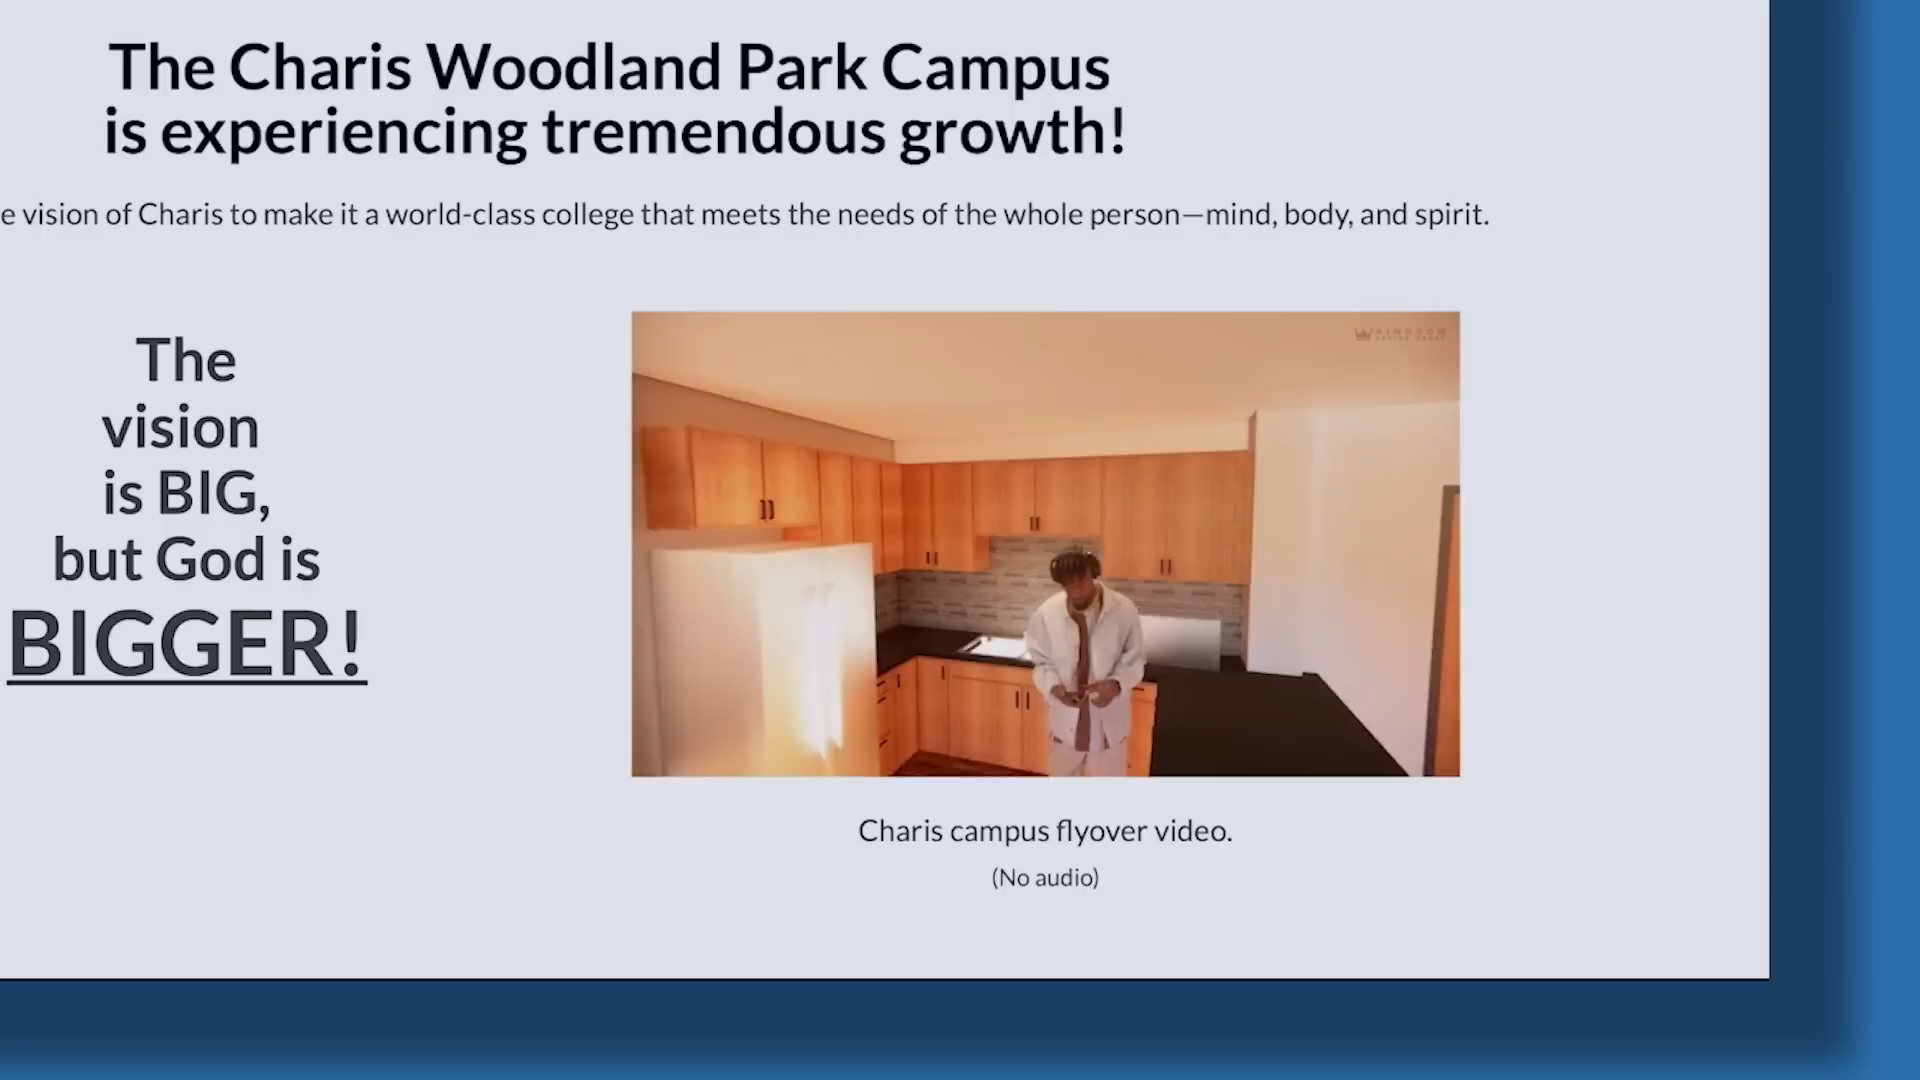 The Charis Woodland Park Campus
is experiencing tremendous growth!
e vision of Charis to make it a world-class college that meets the needs of the whole person—mind, body, and spirit.
The
vision
is BIG,
but God is
BIGGER!
Charis campus flyover video.
(No audio)